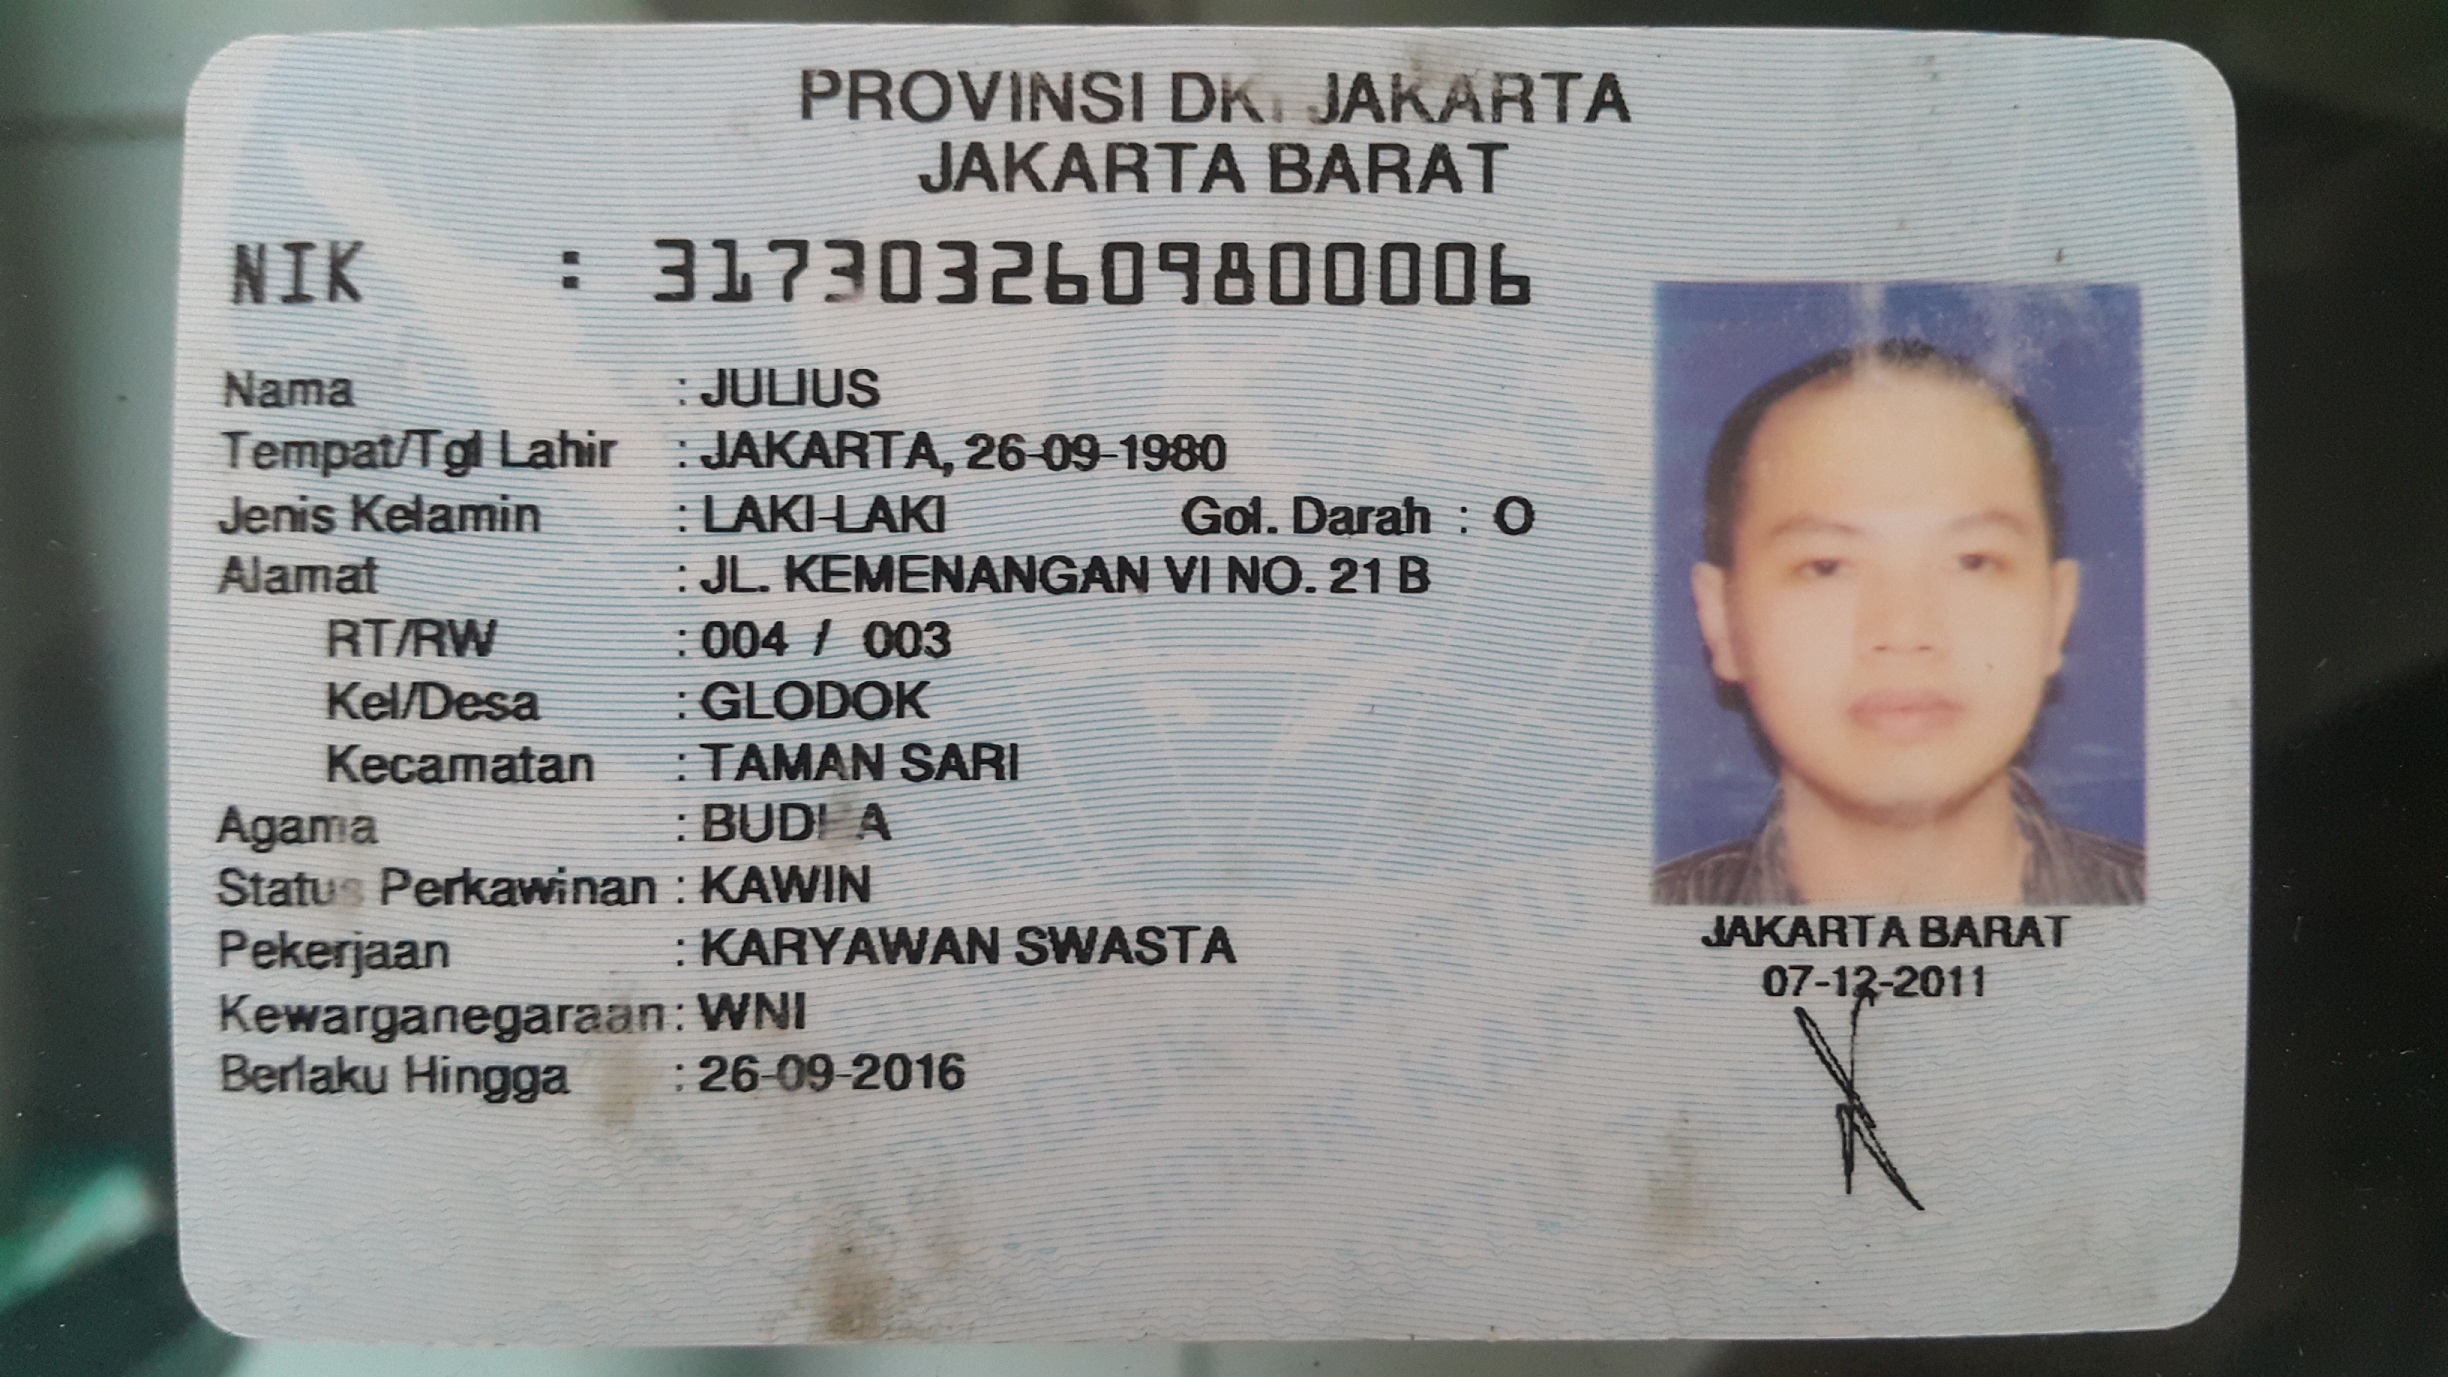 PROVINSI DKI JAKARTA
JAKARTA BARAT
NIK : 3173032609800006
Nama : JULIUS
Tempat/Tgl Lahir : JAKARTA, 26-09-1980
Jenis Kelamin : LAKI-LAKI Gol. Darah : O
Alamat : JL. KEMENANGAN VI NO. 21 B
RT/RW : 004 / 003
Kel/Desa : GLODOK
Kecamatan : TAMAN SARI
Agama : BUDHA
Status Perkawinan : KAWIN
Pekerjaan : KARYAWAN SWASTA
Kewarganegaraan : WNI
Berlaku Hingga : 26-09-2016
JAKARTA BARAT
07-12-2011